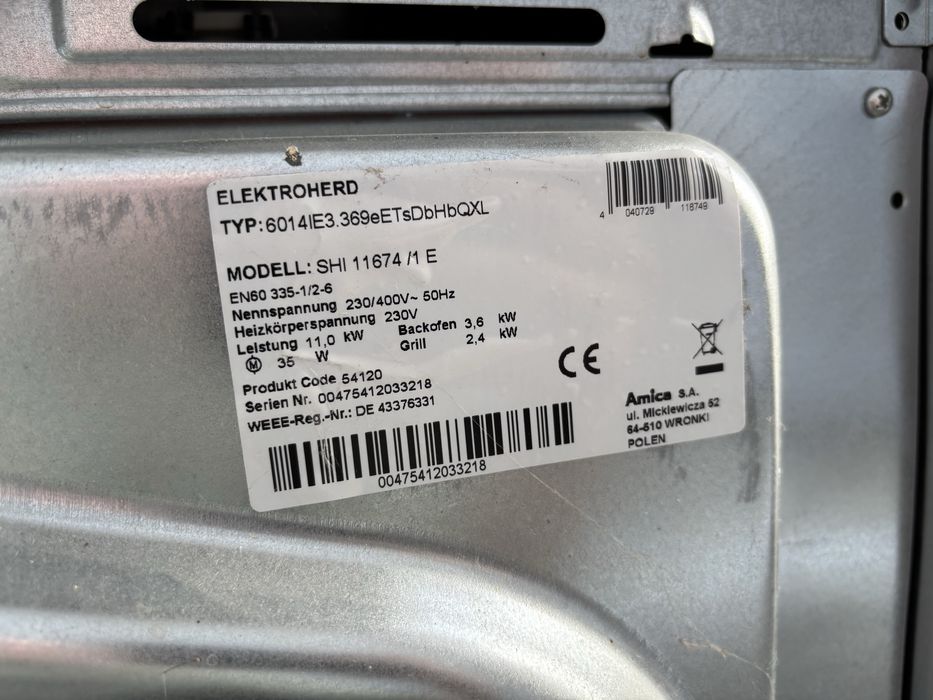 ELEKTROHERD
TYP: 6014IE3.369eETsDbHbQXL
4 040729 116749
MODELL: SHI 11674 /1 E
EN60 335-1/2-6
Nennspannung 230/400V~ 50Hz
Heizkörperspannung 230V
Leistung 11,0 kW Backofen 3,6 kW
M 35 W Grill 2,4 kW
CE
Produkt Code 54120
Serien Nr. 00475412033218
WEEE-Reg.-Nr.: DE 43376331
00475412033218
Amica S.A.
ul. Mickiewicza 52
64-510 WRONKI
POLEN